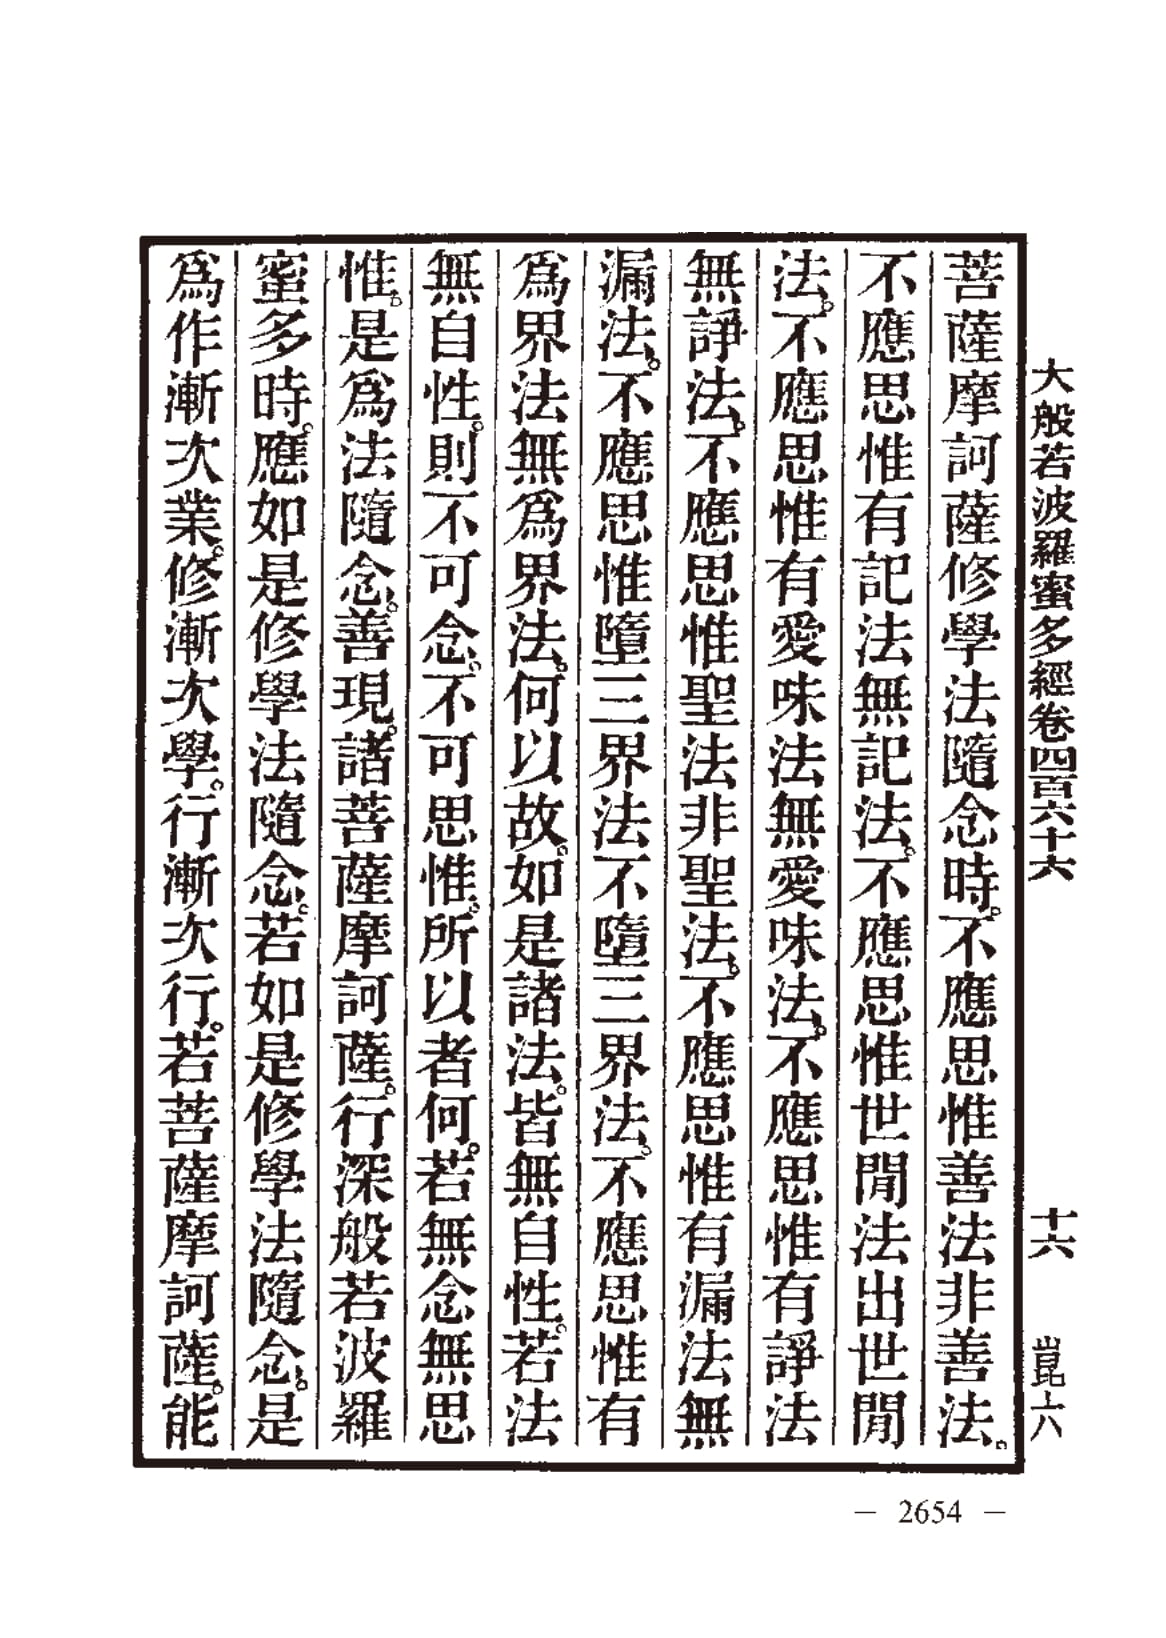 大般若波羅蜜多經卷四百六十六　十六　崑六
菩薩摩訶薩修學法隨念時。不應思惟善法非善法。
不應思惟有記法無記法。不應思惟世閒法出世閒
法。不應思惟有愛味法無愛味法。不應思惟有諍法
無諍法。不應思惟聖法非聖法。不應思惟有漏法無
漏法。不應思惟墮三界法不墮三界法。不應思惟有
爲界法無爲界法。何以故。如是諸法。皆無自性。若法
無自性。則不可念。不可思惟。所以者何。若無念無思
惟。是爲法隨念。善現。諸菩薩摩訶薩。行深般若波羅
蜜多時。應如是修學法隨念。若如是修學法隨念。是
爲作漸次業。修漸次學。行漸次行。若菩薩摩訶薩。能
— 2654 —